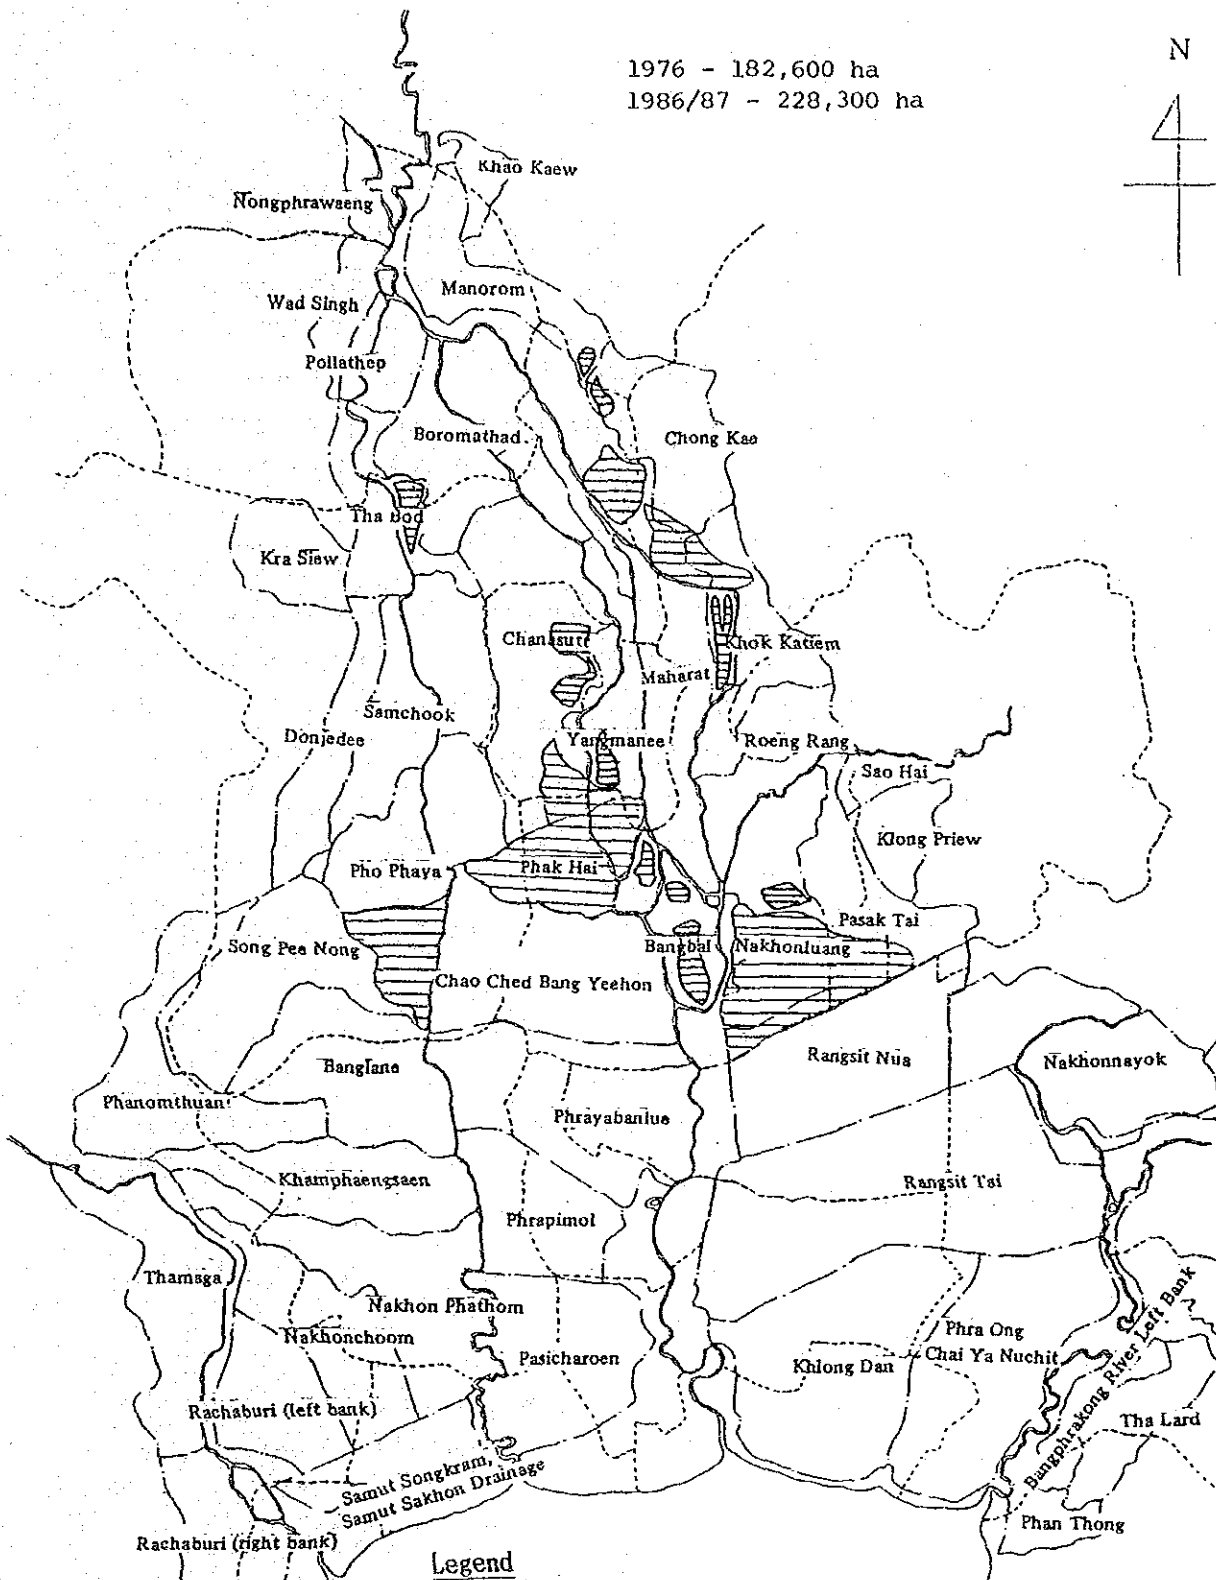 1976 - 182,600 ha
1986/87 - 228,300 ha
N
Khao Kaew
Nongphrawaeng
Manorom
Wad Singh
Pollathep
Boromathad
Chong Kae
Tha Bod
Kra Siew
Chanasutr
Khok Katiem
Maharat
Samchook
Donjedee
Yangmanee
Roeng Rang
Sao Hai
Klong Priew
Pho Phaya
Phak Hai
Pasak Tai
Song Pee Nong
Bangbal
Nakhonluang
Chao Ched Bang Yeehon
Rangsit Nua
Nakhonnayok
Banglane
Phanomthuan
Phrayabanlue
Khamphaengsaen
Rangsit Tai
Phrapimol
Thamaga
Nakhon Phathom
Nakhonchoom
Phra Ong
Chai Ya Nuchit
Pasicharoen
Khlong Dan
Bangphrakong River Left Bank
Rachaburi (left bank)
Tha Lard
Samut Songkram,
Samut Sakhon Drainage
Phan Thong
Rachaburi (right bank)
Legend